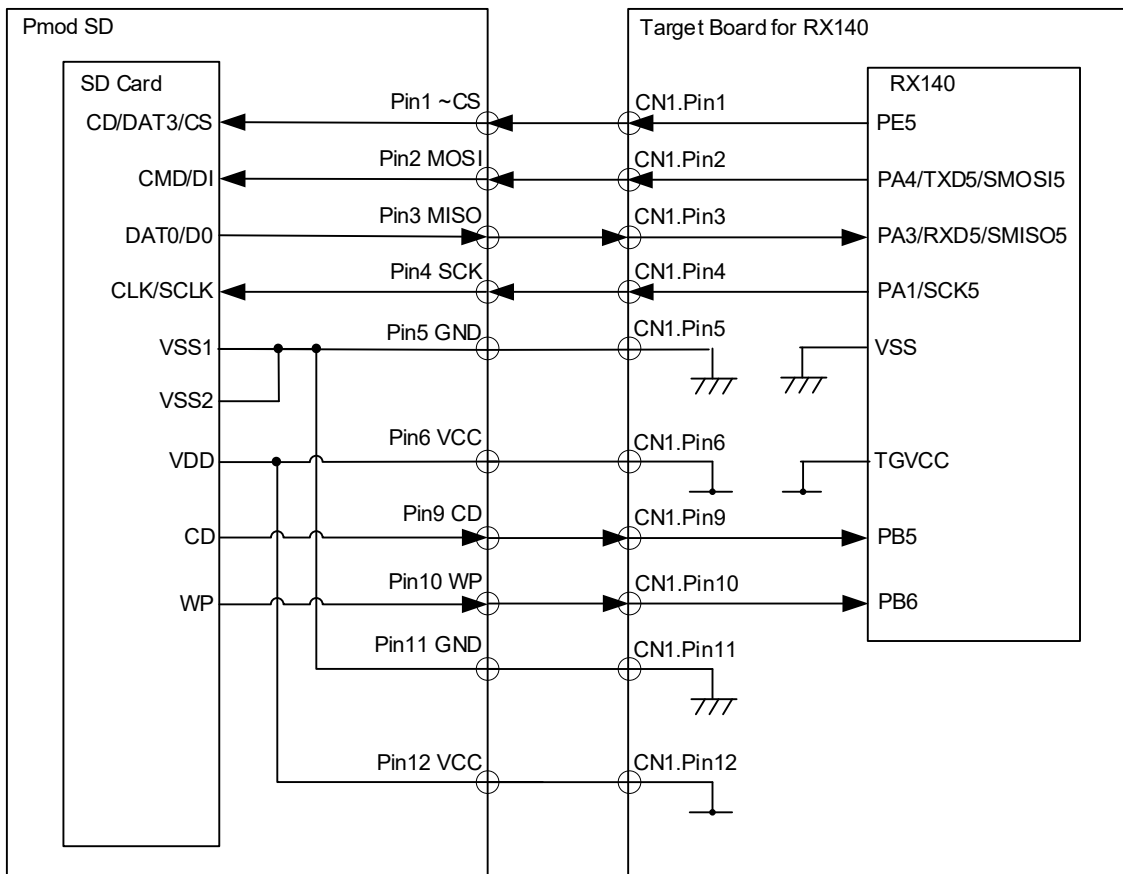 Pmod SD
Target Board for RX140
SD Card
RX140
CD/DAT3/CS
Pin1 ~CS
CN1.Pin1
PE5
CMD/DI
Pin2 MOSI
CN1.Pin2
PA4/TXD5/SMOSI5
DAT0/D0
Pin3 MISO
CN1.Pin3
PA3/RXD5/SMISO5
CLK/SCLK
Pin4 SCK
CN1.Pin4
PA1/SCK5
VSS1
Pin5 GND
CN1.Pin5
VSS
VSS2
VDD
Pin6 VCC
CN1.Pin6
TGVCC
CD
Pin9 CD
CN1.Pin9
PB5
WP
Pin10 WP
CN1.Pin10
PB6
Pin11 GND
CN1.Pin11
Pin12 VCC
CN1.Pin12